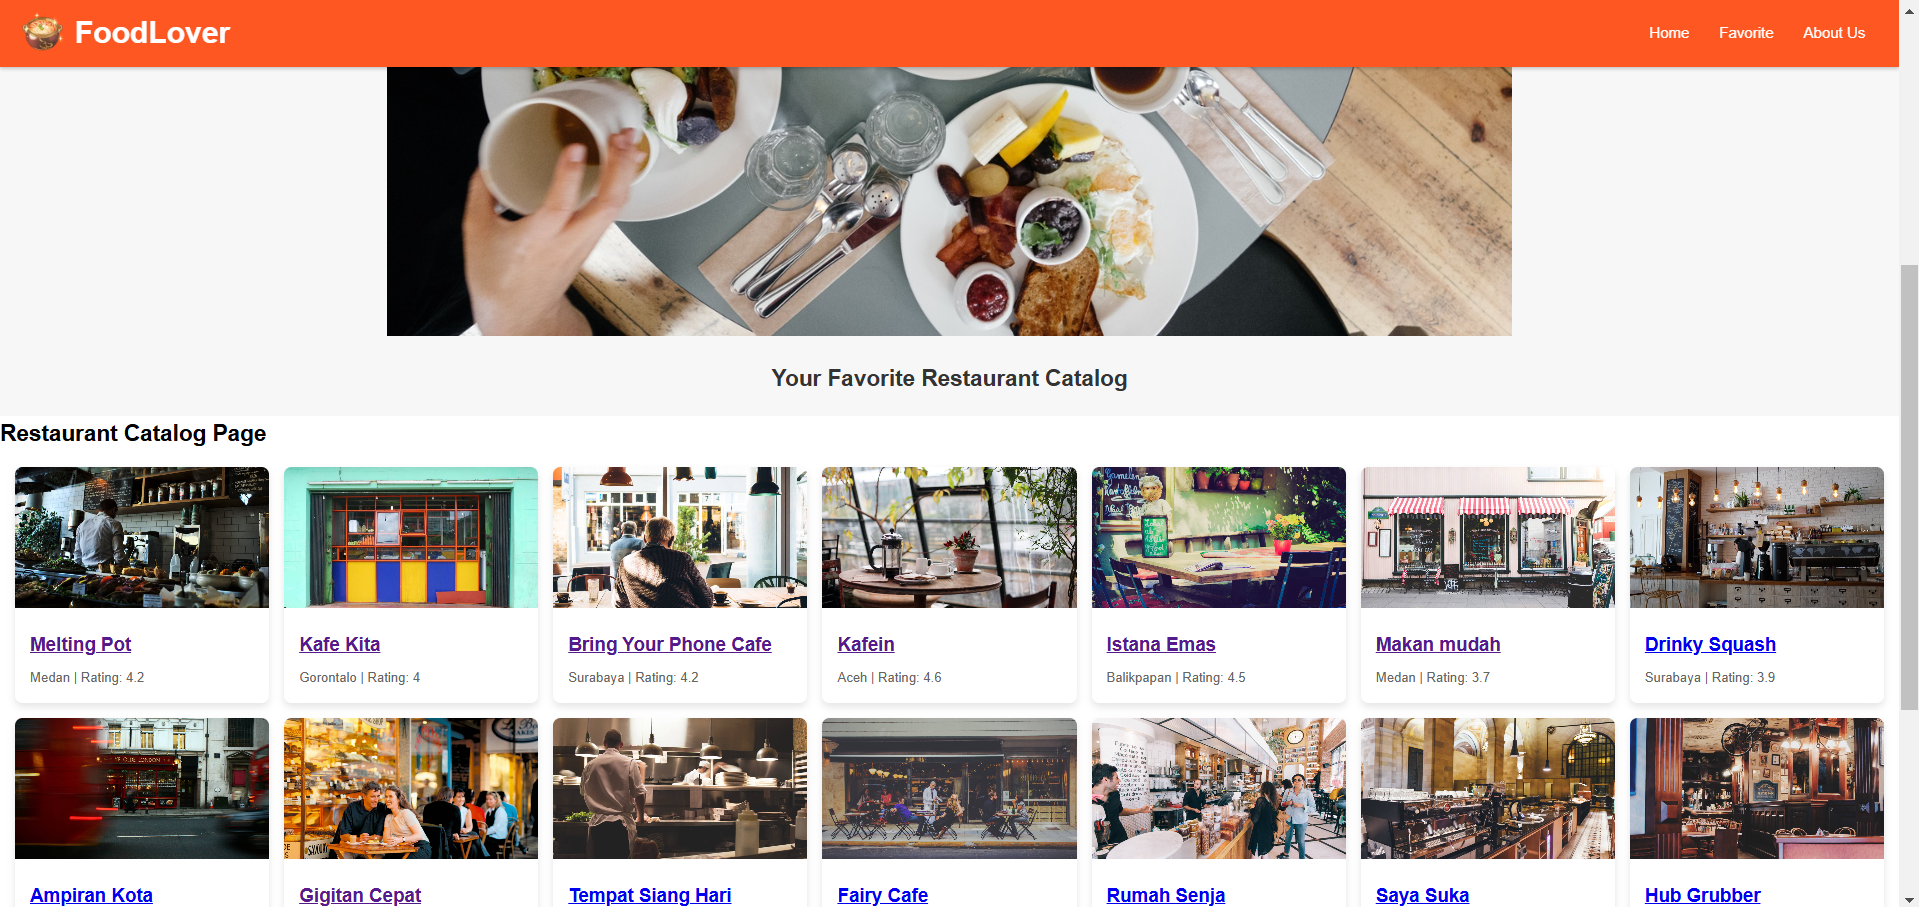 FoodLover
Home Favorite About Us
Your Favorite Restaurant Catalog
Restaurant Catalog Page
Melting Pot
Medan | Rating: 4.2
Kafe Kita
Gorontalo | Rating: 4
Bring Your Phone Cafe
Surabaya | Rating: 4.2
Kafein
Aceh | Rating: 4.6
Istana Emas
Balikpapan | Rating: 4.5
Makan mudah
Medan | Rating: 3.7
Drinky Squash
Surabaya | Rating: 3.9
Ampiran Kota
Gigitan Cepat
Tempat Siang Hari
Fairy Cafe
Rumah Senja
Saya Suka
Hub Grubber